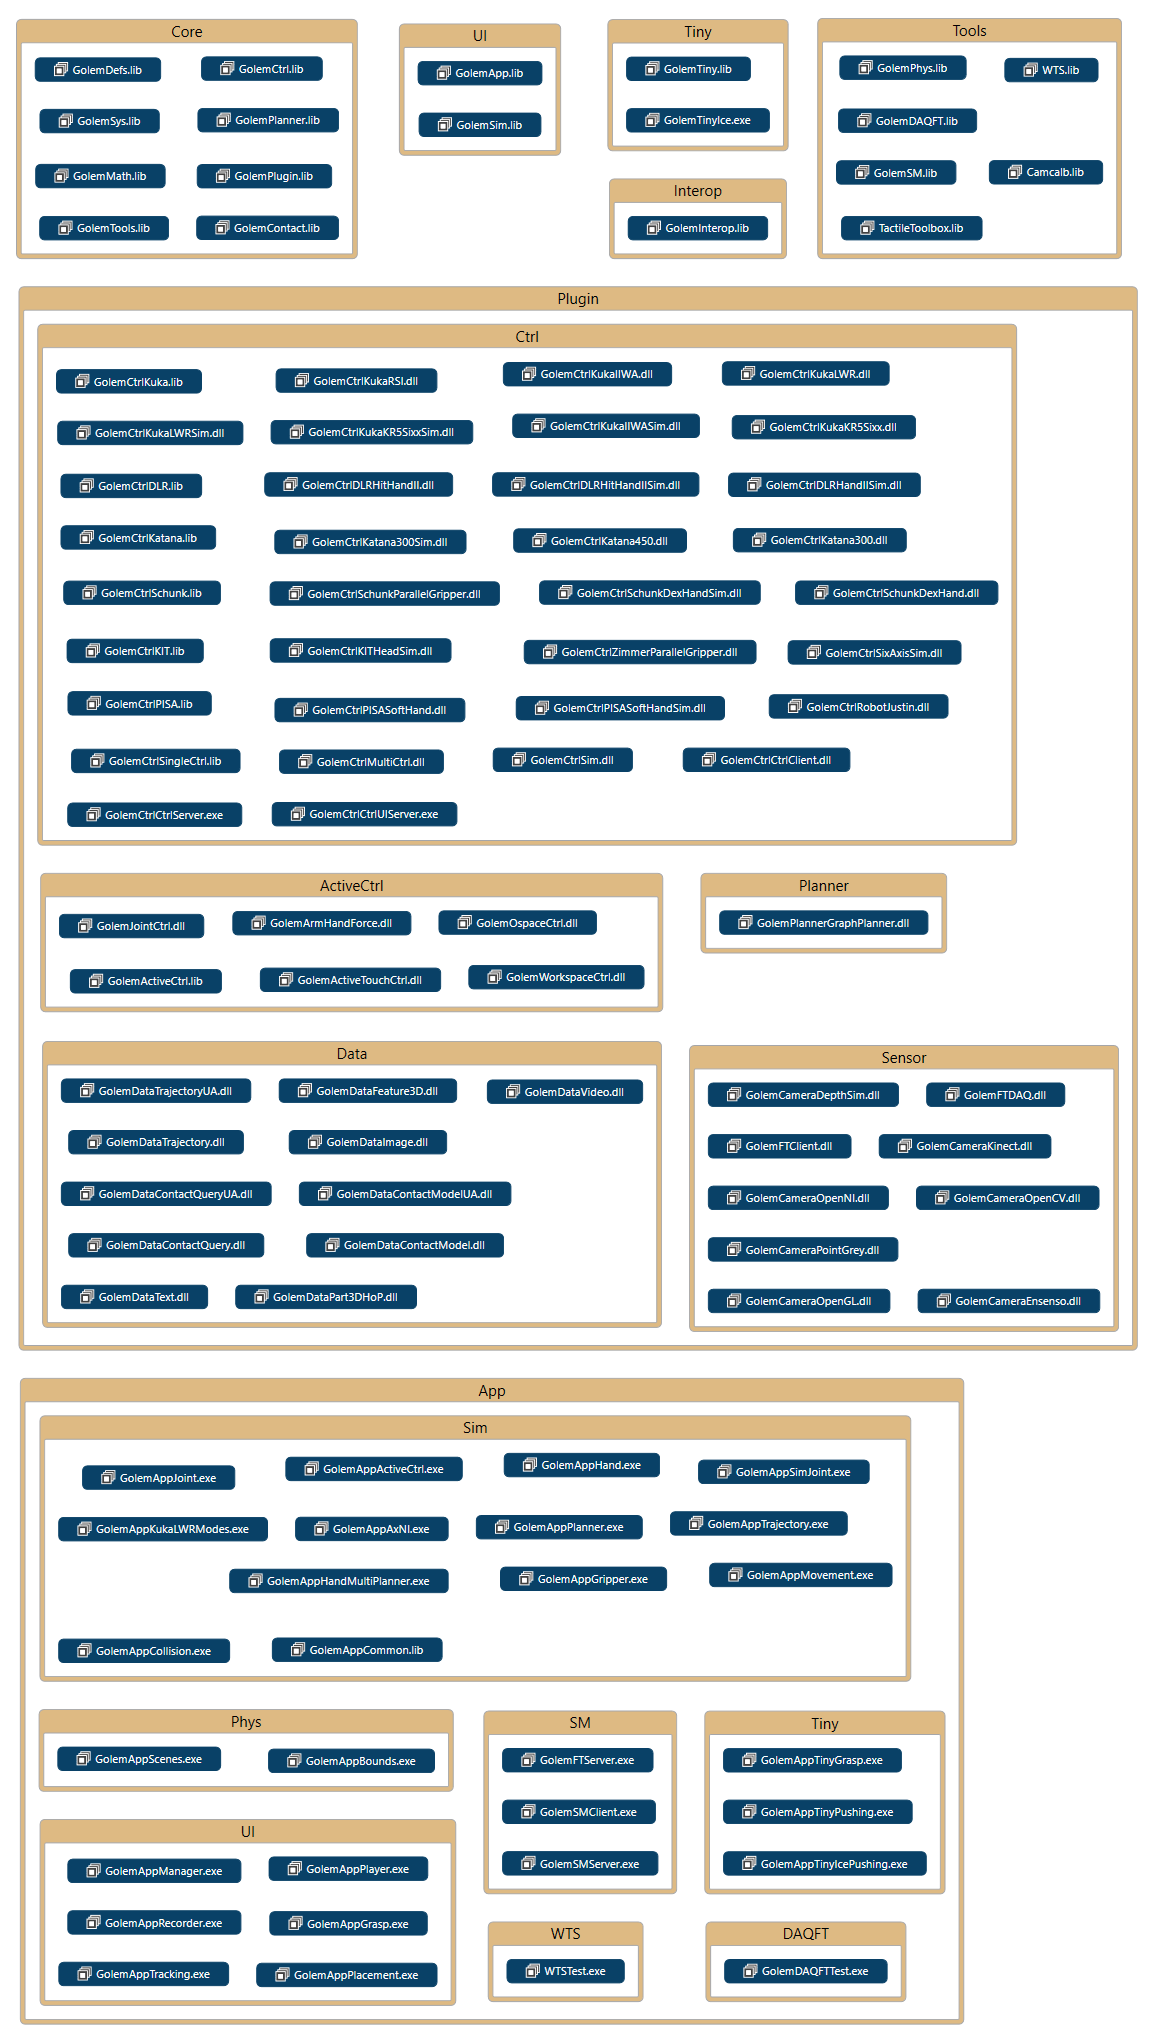 Core
GolemDefs.lib
GolemCtrl.lib
GolemSys.lib
GolemPlanner.lib
GolemMath.lib
GolemPlugin.lib
GolemTools.lib
GolemContact.lib
UI
GolemApp.lib
GolemSim.lib
Tiny
GolemTiny.lib
GolemTinyIce.exe
Interop
GolemInterop.lib
Tools
GolemPhys.lib
WTS.lib
GolemDAQFT.lib
GolemSM.lib
Camcalb.lib
TactileToolbox.lib
Plugin
Ctrl
GolemCtrlKuka.lib
GolemCtrlKukaRSI.dll
GolemCtrlKukaIIWA.dll
GolemCtrlKukaLWR.dll
GolemCtrlKukaLWRSim.dll
GolemCtrlKukaKR5SixxSim.dll
GolemCtrlKukaIIWASim.dll
GolemCtrlKukaKR5Sixx.dll
GolemCtrlDLR.lib
GolemCtrlDLRHitHandII.dll
GolemCtrlDLRHitHandIISim.dll
GolemCtrlDLRHandIISim.dll
GolemCtrlKatana.lib
GolemCtrlKatana300Sim.dll
GolemCtrlKatana450.dll
GolemCtrlKatana300.dll
GolemCtrlSchunk.lib
GolemCtrlSchunkParallelGripper.dll
GolemCtrlSchunkDexHandSim.dll
GolemCtrlSchunkDexHand.dll
GolemCtrlKIT.lib
GolemCtrlKITHeadSim.dll
GolemCtrlZimmerParallelGripper.dll
GolemCtrlSixAxisSim.dll
GolemCtrlPISA.lib
GolemCtrlPISASoftHand.dll
GolemCtrlPISASoftHandSim.dll
GolemCtrlRobotJustin.dll
GolemCtrlSingleCtrl.lib
GolemCtrlMultiCtrl.dll
GolemCtrlSim.dll
GolemCtrlCtrlClient.dll
GolemCtrlCtrlServer.exe
GolemCtrlCtrlUIServer.exe
ActiveCtrl
GolemJointCtrl.dll
GolemArmHandForce.dll
GolemOspaceCtrl.dll
GolemActiveCtrl.lib
GolemActiveTouchCtrl.dll
GolemWorkspaceCtrl.dll
Planner
GolemPlannerGraphPlanner.dll
Data
GolemDataTrajectoryUA.dll
GolemDataFeature3D.dll
GolemDataVideo.dll
GolemDataTrajectory.dll
GolemDataImage.dll
GolemDataContactQueryUA.dll
GolemDataContactModelUA.dll
GolemDataContactQuery.dll
GolemDataContactModel.dll
GolemDataText.dll
GolemDataPart3DHoP.dll
Sensor
GolemCameraDepthSim.dll
GolemFTDAQ.dll
GolemFTClient.dll
GolemCameraKinect.dll
GolemCameraOpenNI.dll
GolemCameraOpenCV.dll
GolemCameraPointGrey.dll
GolemCameraOpenGL.dll
GolemCameraEnsenso.dll
App
Sim
GolemAppJoint.exe
GolemAppActiveCtrl.exe
GolemAppHand.exe
GolemAppSimJoint.exe
GolemAppKukaLWRModes.exe
GolemAppAxNI.exe
GolemAppPlanner.exe
GolemAppTrajectory.exe
GolemAppHandMultiPlanner.exe
GolemAppGripper.exe
GolemAppMovement.exe
GolemAppCollision.exe
GolemAppCommon.lib
Phys
GolemAppScenes.exe
GolemAppBounds.exe
SM
GolemFTServer.exe
GolemSMClient.exe
GolemSMServer.exe
Tiny
GolemAppTinyGrasp.exe
GolemAppTinyPushing.exe
GolemAppTinyIcePushing.exe
UI
GolemAppManager.exe
GolemAppPlayer.exe
GolemAppRecorder.exe
GolemAppGrasp.exe
GolemAppTracking.exe
GolemAppPlacement.exe
WTS
WTSTest.exe
DAQFT
GolemDAQFTTest.exe